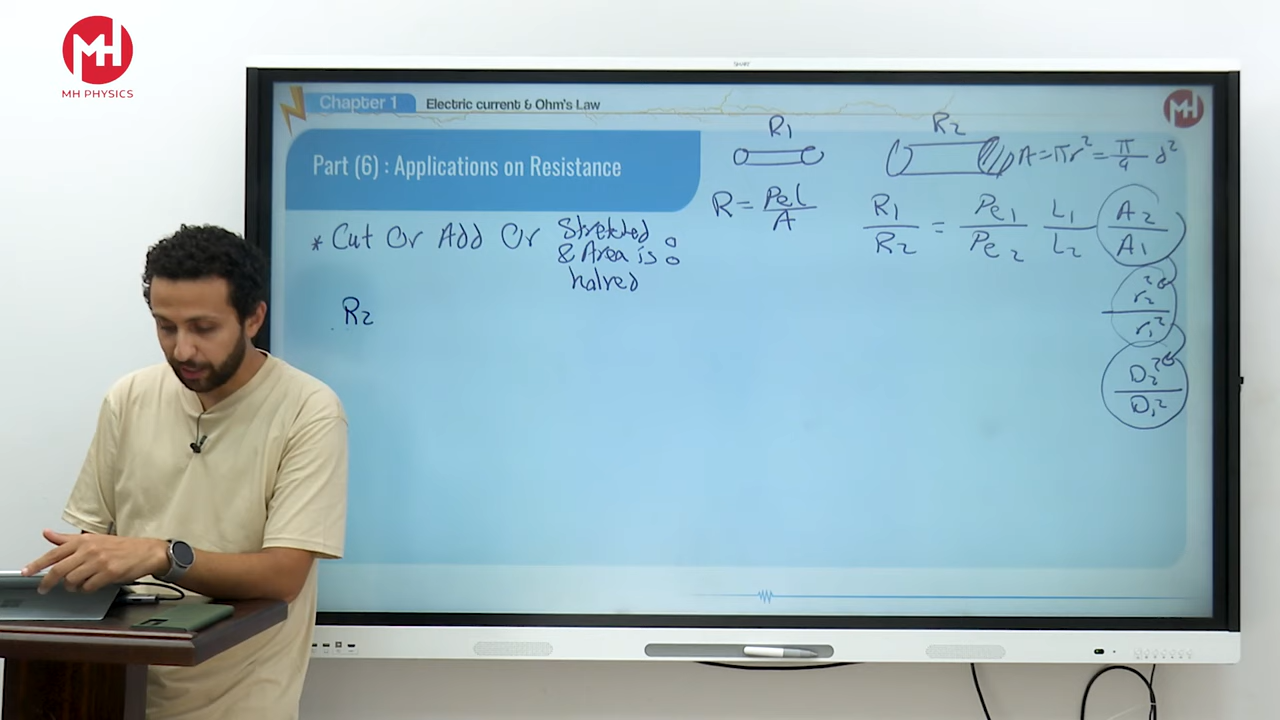 MH PHYSICS
SMART
Chapter 1 Electric current & Ohm's Law
MH
Part (6) : Applications on Resistance
R1
R2
A=πr²=π/4 d²
R=ρe l/A
R1/R2 = ρe1/ρe2 L1/L2 A2/A1
r2²/r1²
D2²/D1²
* Cut Or Add Or Stretched
& Area is :
halved
R2